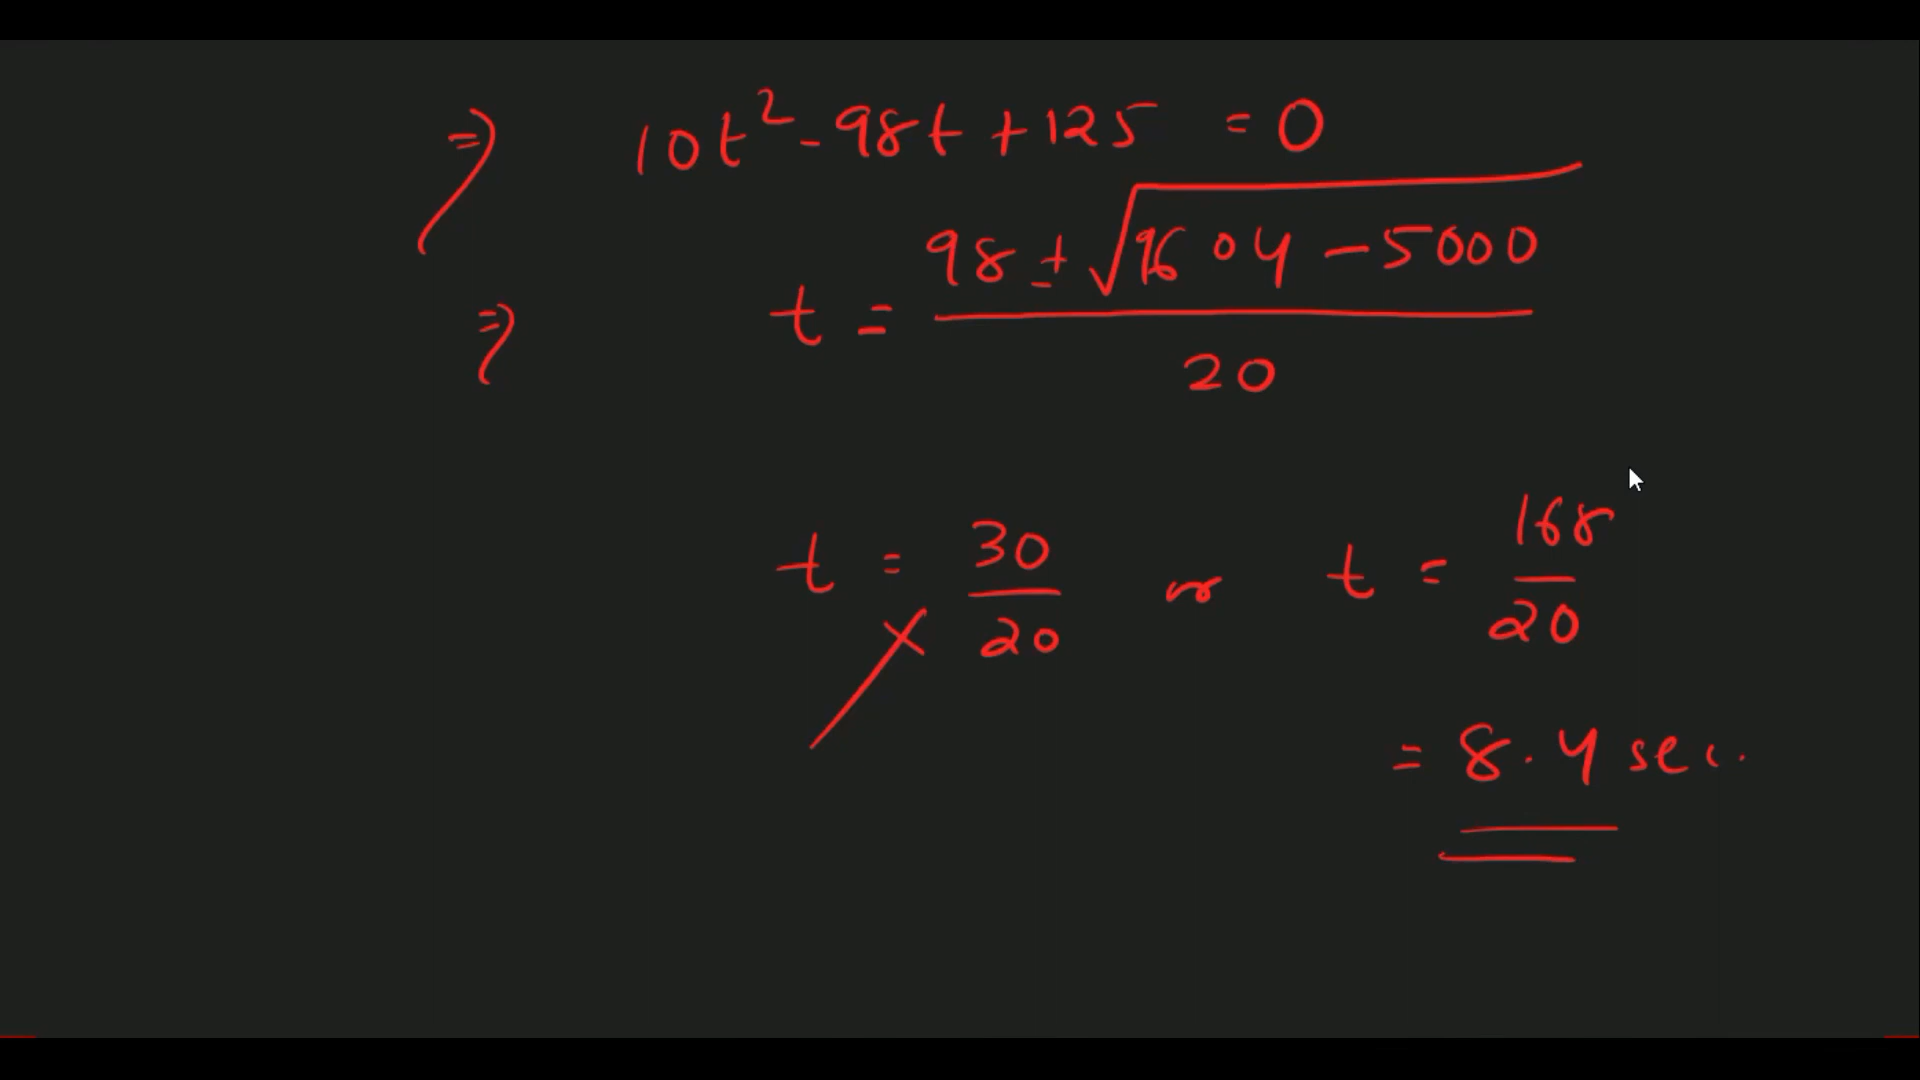 ⇒ 10t² - 98t + 125 = 0
⇒ t = (98 ± √(9604 - 5000)) / 20
t = 30/20 or t = 168/20
= 8.4 sec.